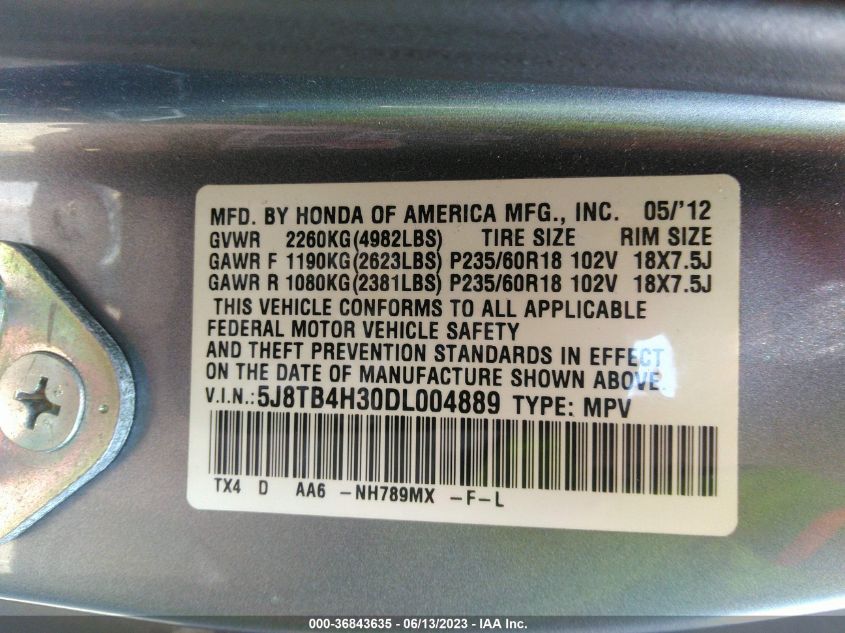 MFD. BY HONDA OF AMERICA MFG., INC. 05/'12
GVWR 2260KG(4982LBS) TIRE SIZE RIM SIZE
GAWR F 1190KG(2623LBS) P235/60R18 102V 18X7.5J
GAWR R 1080KG(2381LBS) P235/60R18 102V 18X7.5J
THIS VEHICLE CONFORMS TO ALL APPLICABLE
FEDERAL MOTOR VEHICLE SAFETY
AND THEFT PREVENTION STANDARDS IN EFFECT
ON THE DATE OF MANUFACTURE SHOWN ABOVE.
V.I.N.:5J8TB4H30DL004889 TYPE: MPV
TX4 D AA6 -NH789MX -F-L
000-36843635 - 06/13/2023 - IAA Inc.